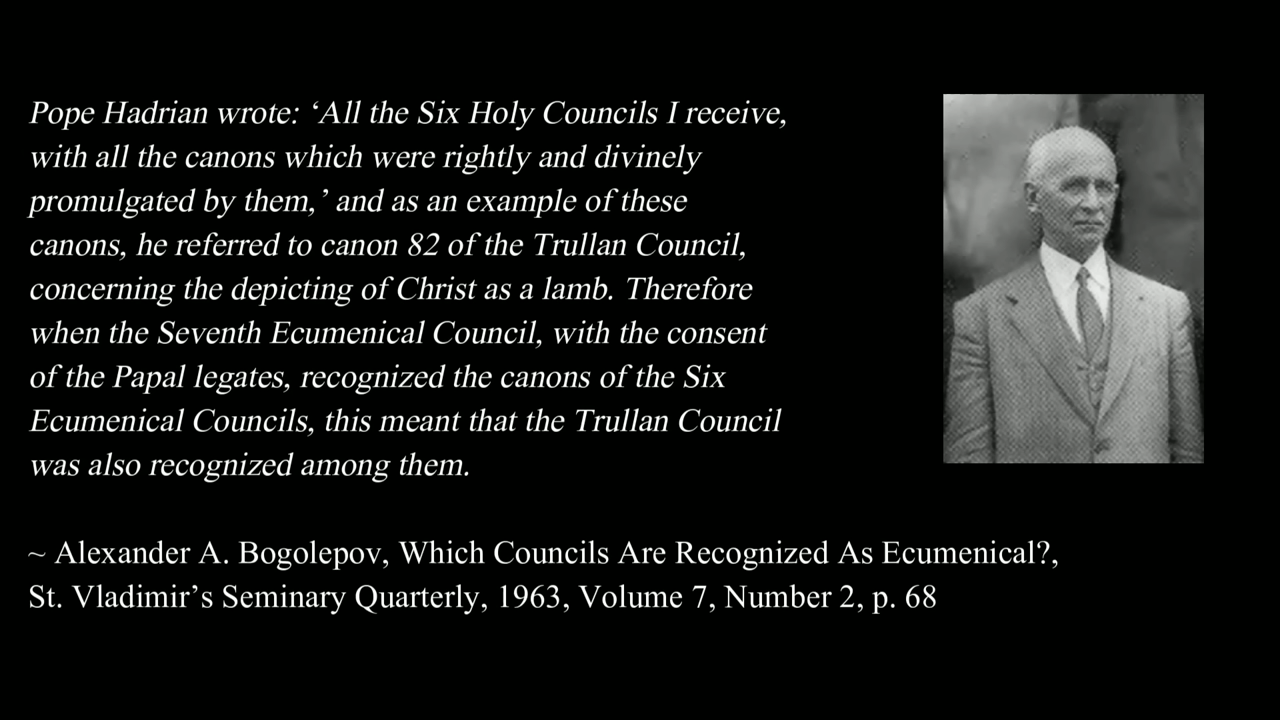 Pope Hadrian wrote: ‘All the Six Holy Councils I receive,
with all the canons which were rightly and divinely
promulgated by them,’ and as an example of these
canons, he referred to canon 82 of the Trullan Council,
concerning the depicting of Christ as a lamb. Therefore
when the Seventh Ecumenical Council, with the consent
of the Papal legates, recognized the canons of the Six
Ecumenical Councils, this meant that the Trullan Council
was also recognized among them.
~ Alexander A. Bogolepov, Which Councils Are Recognized As Ecumenical?,
St. Vladimir’s Seminary Quarterly, 1963, Volume 7, Number 2, p. 68